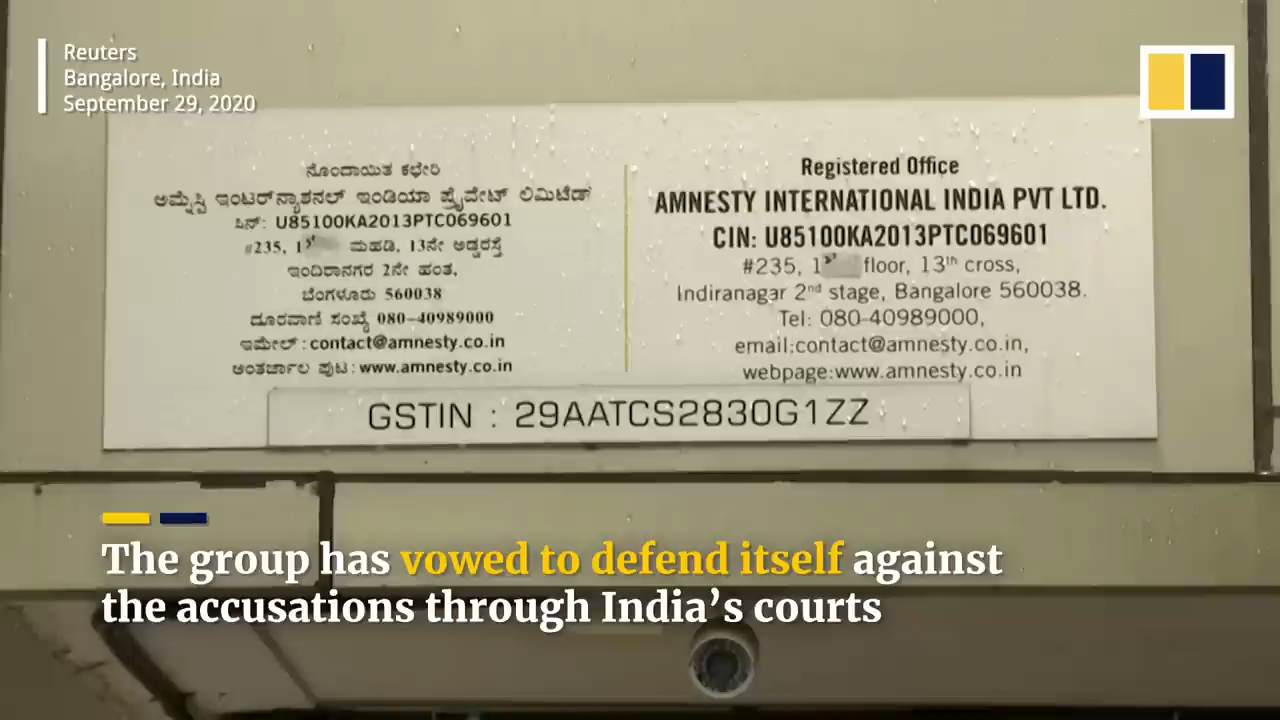 Reuters
Bangalore, India
September 29, 2020
ನೊಂದಾಯಿತ ಕಛೇರಿ
ಅಮ್ನೆಸ್ಟಿ ಇಂಟರ್‌ನ್ಯಾಶನಲ್ ಇಂಡಿಯಾ ಪ್ರೈವೇಟ್ ಲಿಮಿಟೆಡ್
ಸಿನ್: U85100KA2013PTC069601
#235, 1st ಮಹಡಿ, 13ನೇ ಅಡ್ಡರಸ್ತೆ
ಇಂದಿರಾನಗರ 2ನೇ ಹಂತ,
ಬೆಂಗಳೂರು 560038
ದೂರವಾಣಿ ಸಂಖ್ಯೆ 080-40989000
ಇಮೇಲ್ : contact@amnesty.co.in
ಅಂತರ್ಜಾಲ ಪುಟ : www.amnesty.co.in
Registered Office
AMNESTY INTERNATIONAL INDIA PVT LTD.
CIN: U85100KA2013PTC069601
#235, 1st floor, 13th cross,
Indiranagar 2nd stage, Bangalore 560038.
Tel: 080-40989000,
email:contact@amnesty.co.in,
webpage:www.amnesty.co.in
GSTIN : 29AATCS2830G1ZZ
The group has vowed to defend itself against
the accusations through India's courts